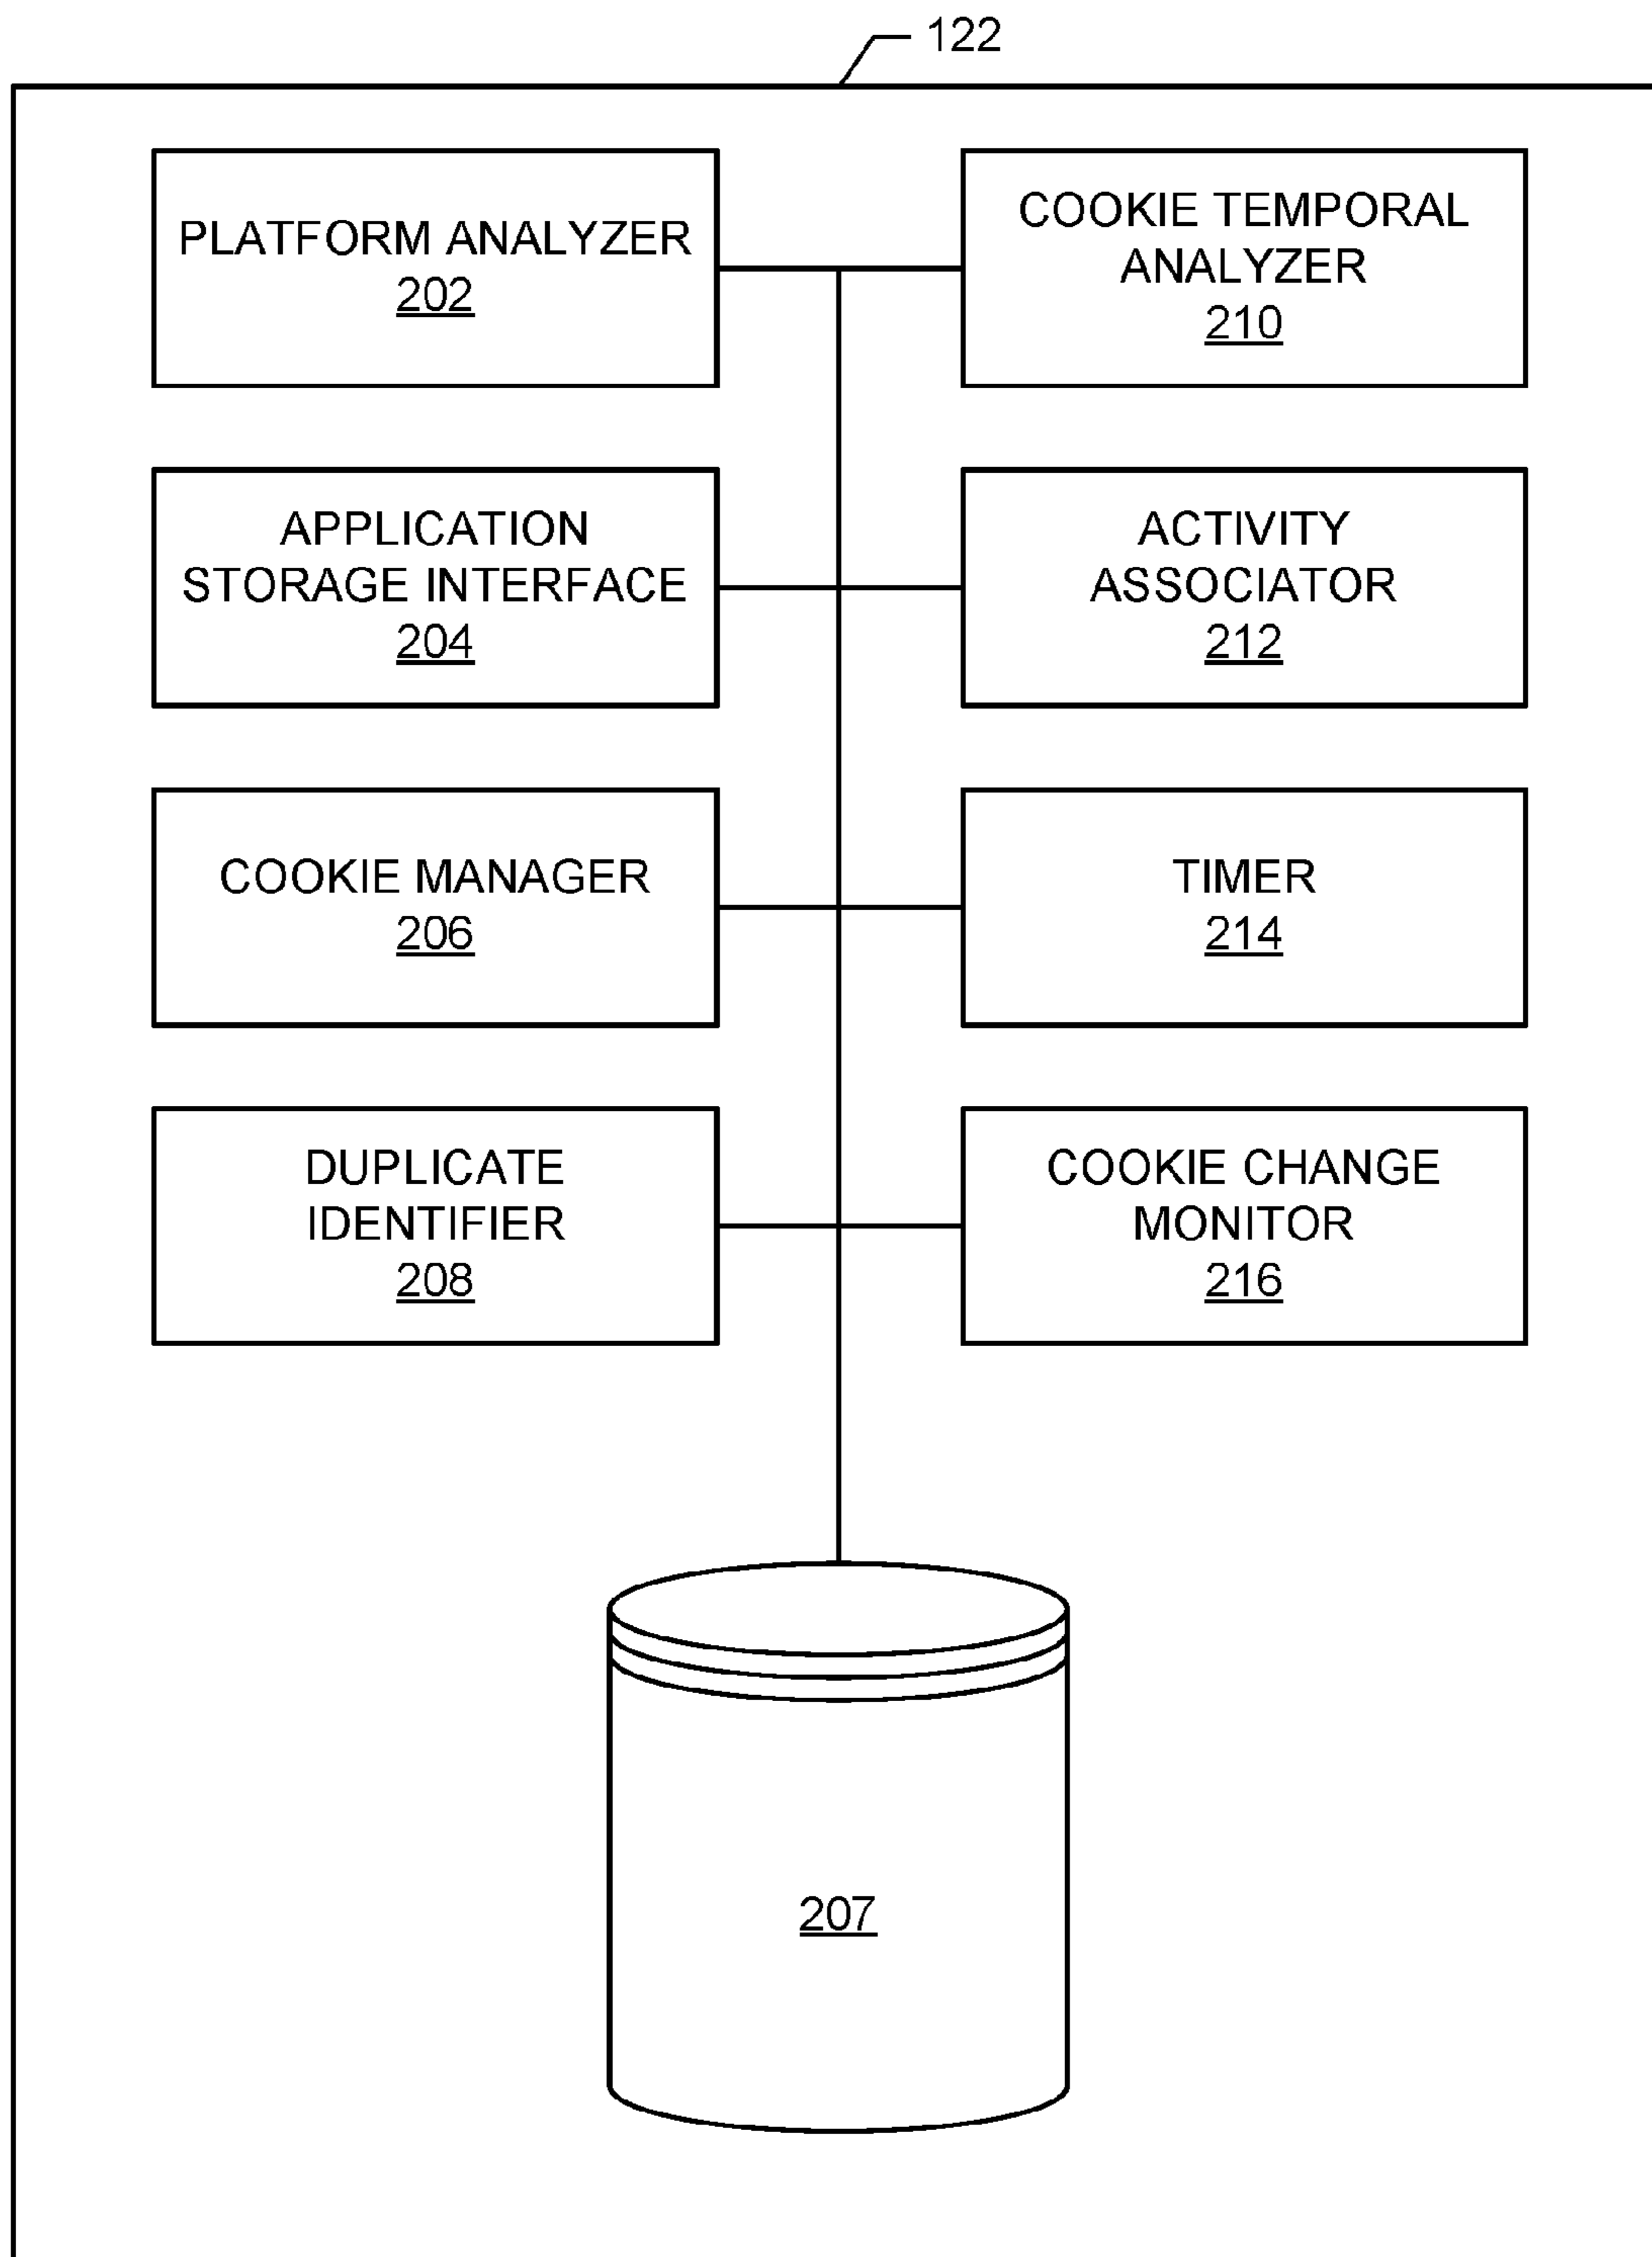 122
PLATFORM ANALYZER
202
COOKIE TEMPORAL
ANALYZER
210
APPLICATION
STORAGE INTERFACE
204
ACTIVITY
ASSOCIATOR
212
COOKIE MANAGER
206
TIMER
214
DUPLICATE
IDENTIFIER
208
COOKIE CHANGE
MONITOR
216
207